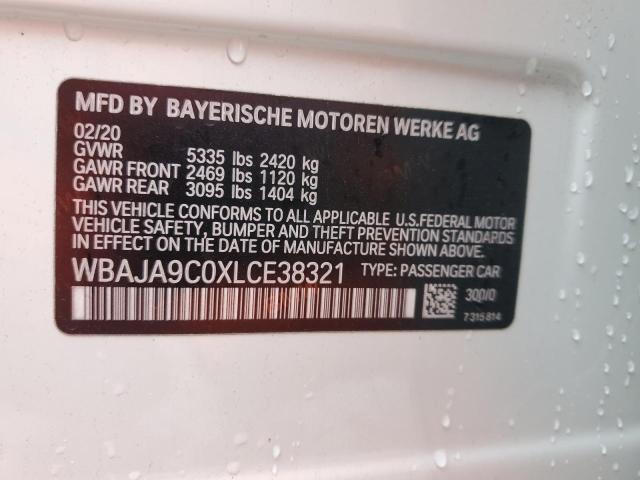 MFD BY BAYERISCHE MOTOREN WERKE AG
02/20
GVWR 5335 lbs 2420 kg
GAWR FRONT 2469 lbs 1120 kg
GAWR REAR 3095 lbs 1404 kg
THIS VEHICLE CONFORMS TO ALL APPLICABLE U.S.FEDERAL MOTOR
VEHICLE SAFETY, BUMPER AND THEFT PREVENTION STANDARDS
IN EFFECT ON THE DATE OF MANUFACTURE SHOWN ABOVE.
WBAJA9C0XLCE38321 TYPE: PASSENGER CAR
300/0
7315814